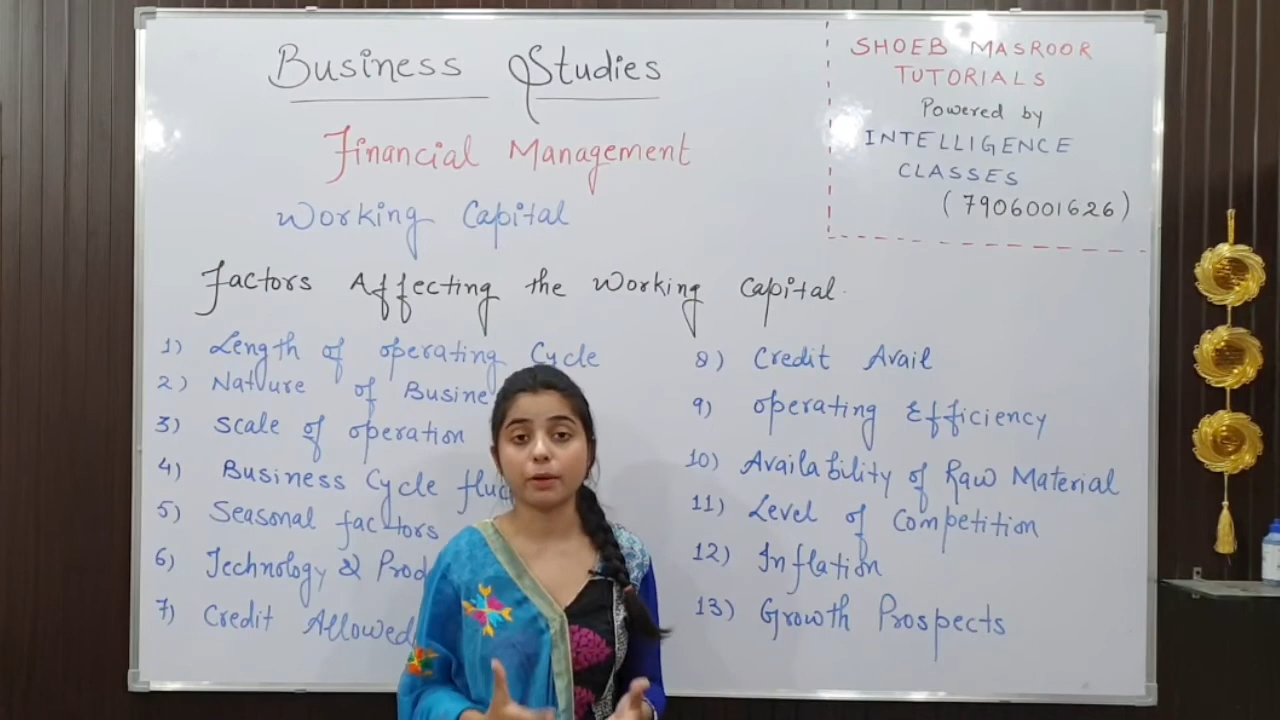 Business Studies
Financial Management
Working Capital
Factors Affecting the Working Capital
1) Length of operating Cycle
2) Nature of Busine
3) Scale of operation
4) Business Cycle fluc
5) Seasonal factors
6) Technology & Prod
7) Credit Allowed
8) Credit Avail
9) Operating Efficiency
10) Availability of Raw Material
11) Level of Competition
12) Inflation
13) Growth Prospects
SHOEB MASROOR
TUTORIALS
Powered by
INTELLIGENCE
CLASSES
(7906001626)